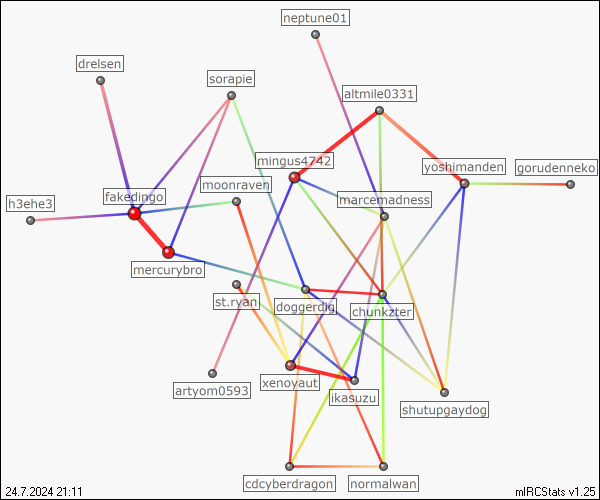 neptune01
drelsen
sorapie
altmile0331
mingus4742
yoshimanden
gorudenneko
moonraven
fakedingo
h3ehe3
marcemadness
mercurybro
st.ryan
doggerdig
chunkzter
artyom0593
xenoyaut
ikasuzu
shutupgaydog
cdcyberdragon
normalwan
24.7.2024 21:11
mIRCStats v1.25